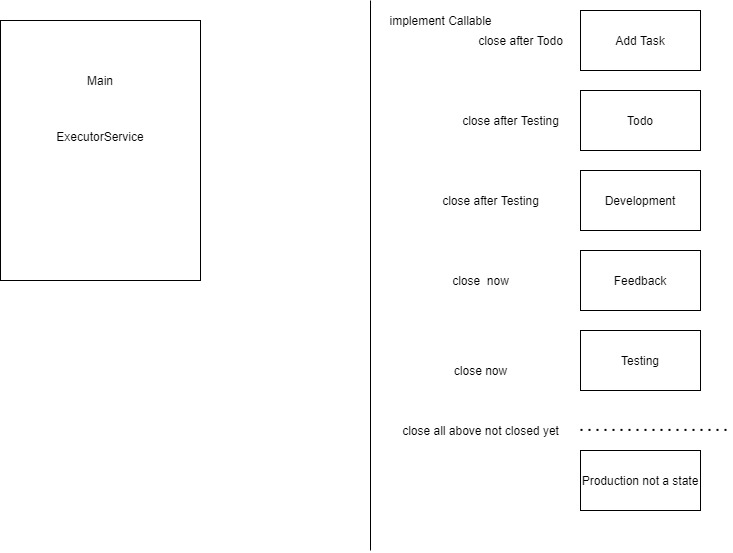 Main
ExecutorService
implement Callable
close after Todo
Add Task
close after Testing
Todo
close after Testing
Development
close now
Feedback
close now
Testing
close all above not closed yet
Production not a state